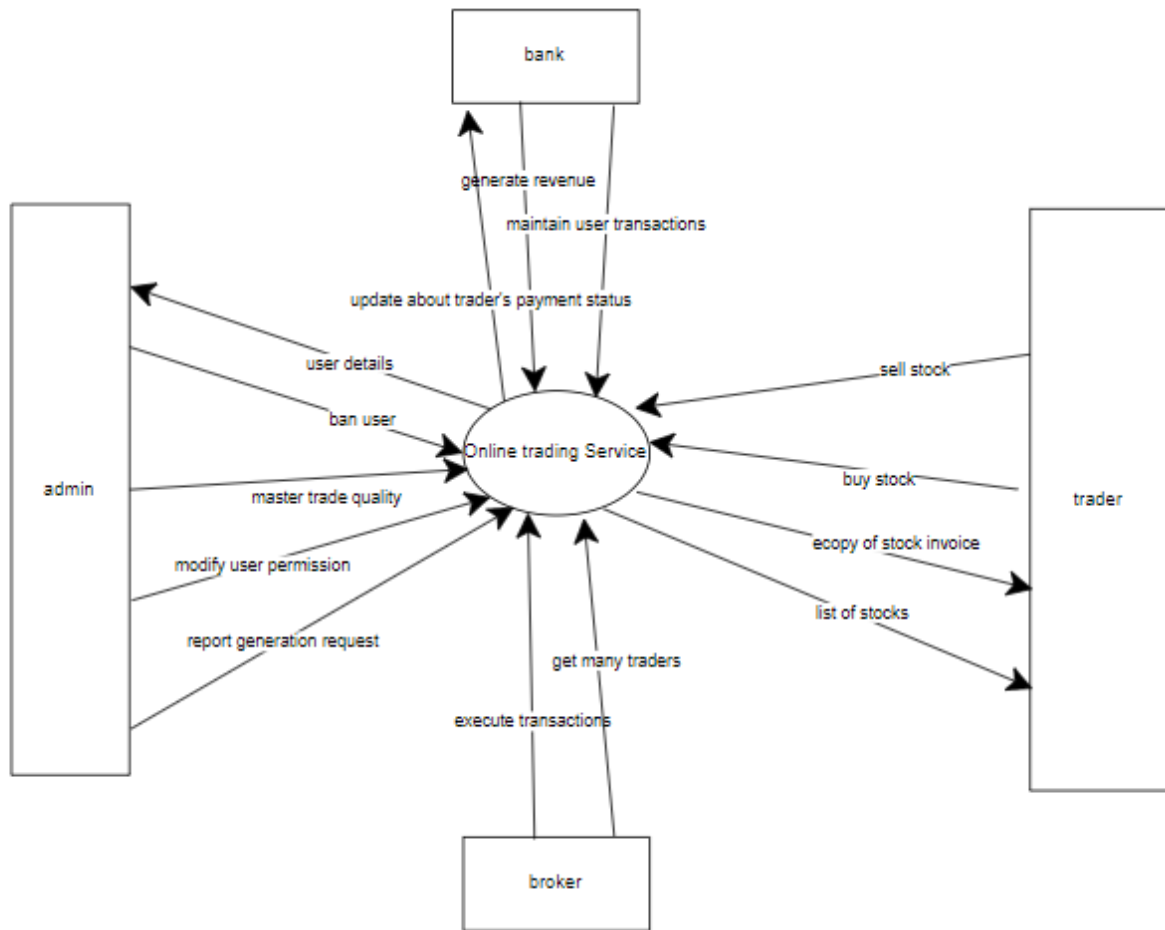 bank
generate revenue
maintain user transactions
update about trader's payment status
user details
sell stock
ban user
Online trading Service
buy stock
admin
master trade quality
trader
ecopy of stock invoice
modify user permission
list of stocks
report generation request
get many traders
execute transactions
broker